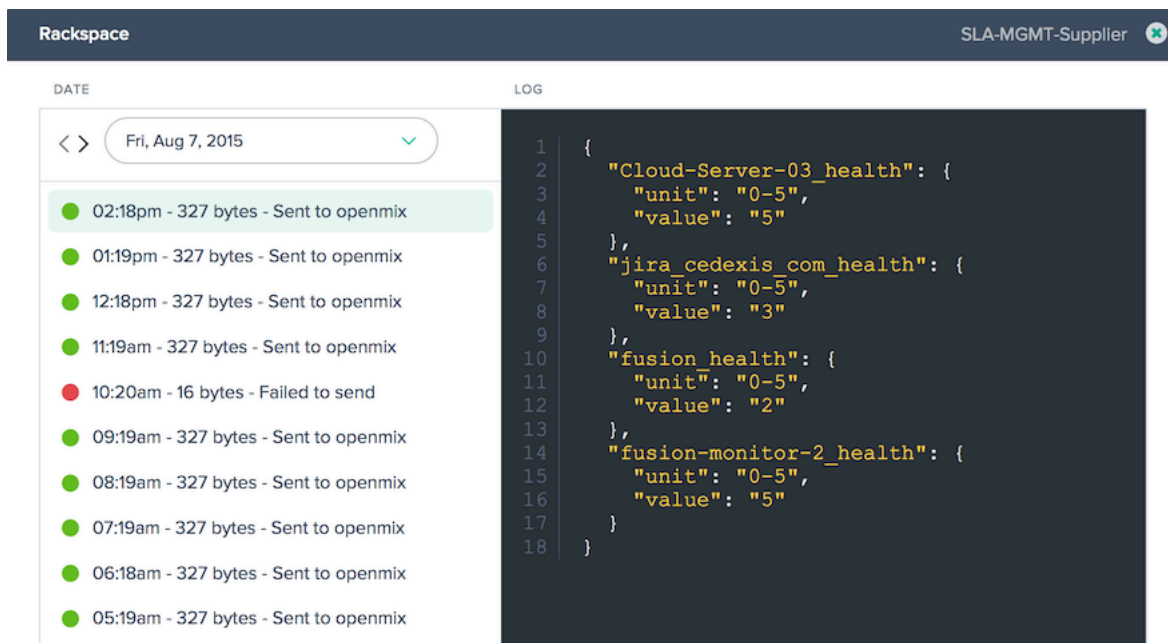 Rackspace
SLA-MGMT-Supplier
DATE
LOG
Fri, Aug 7, 2015
02:18pm - 327 bytes - Sent to openmix
01:19pm - 327 bytes - Sent to openmix
12:18pm - 327 bytes - Sent to openmix
11:19am - 327 bytes - Sent to openmix
10:20am - 16 bytes - Failed to send
09:19am - 327 bytes - Sent to openmix
08:19am - 327 bytes - Sent to openmix
07:19am - 327 bytes - Sent to openmix
06:18am - 327 bytes - Sent to openmix
05:19am - 327 bytes - Sent to openmix
1 {
2 "Cloud-Server-03_health": {
3 "unit": "0-5",
4 "value": "5"
5 },
6 "jira_cedexis_com_health": {
7 "unit": "0-5",
8 "value": "3"
9 },
10 "fusion_health": {
11 "unit": "0-5",
12 "value": "2"
13 },
14 "fusion-monitor-2_health": {
15 "unit": "0-5",
16 "value": "5"
17 }
18 }